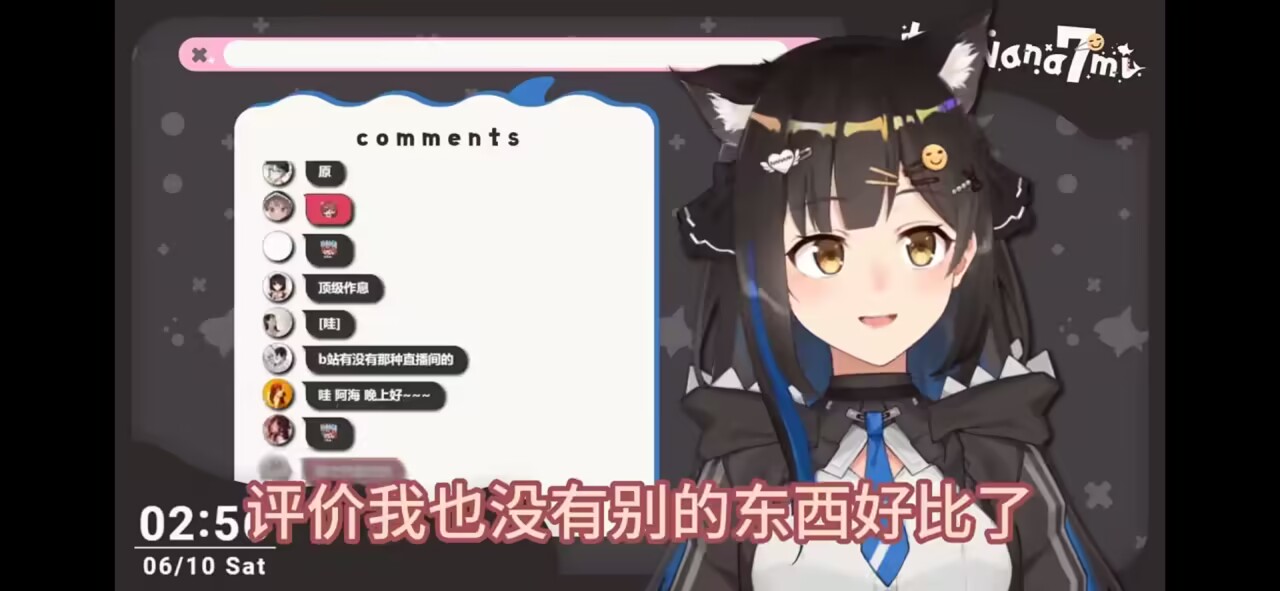 Nana7mi
comments
原
顶级作息
[哇]
b站有没有那种直播间的
哇 阿海 晚上好~~~
评价我也没有别的东西好比了
02:5
06/10 Sat